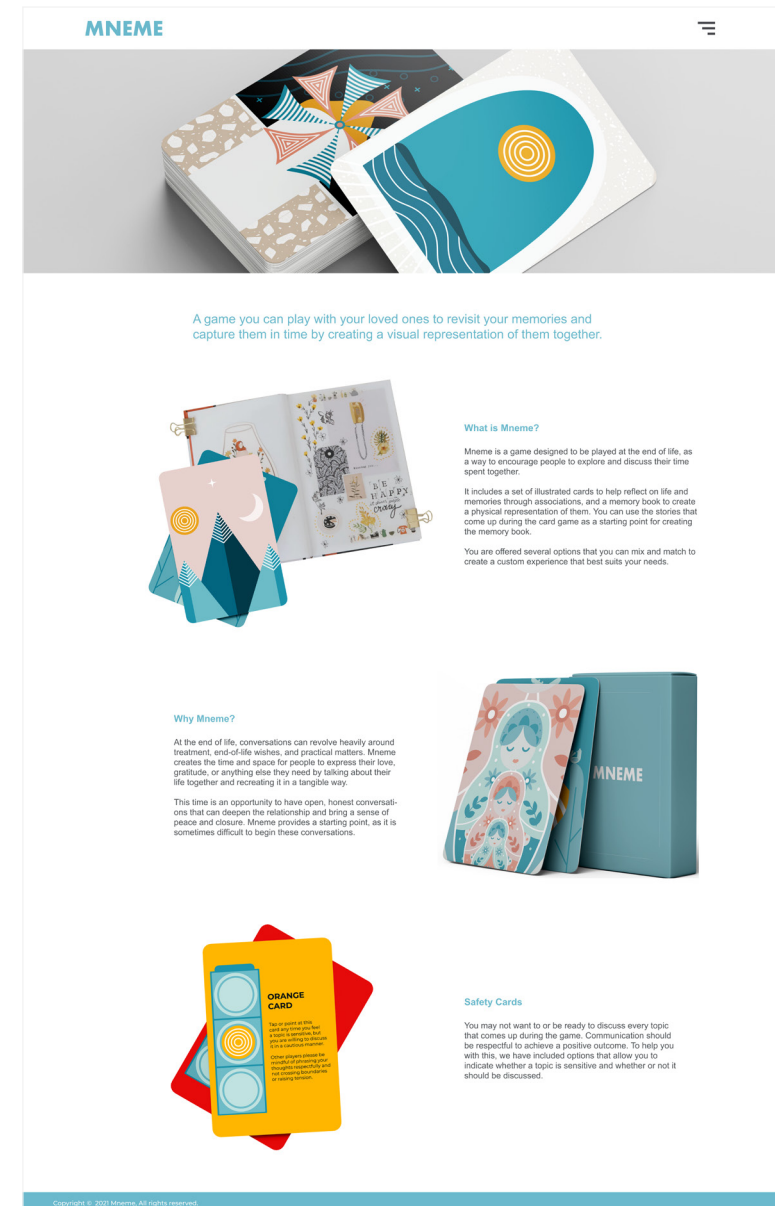 MNEME
A game you can play with your loved ones to revisit your memories and
capture them in time by creating a visual representation of them together.
BE
HAPPY
crazy
What is Mneme?
Mneme is a game designed to be played at the end of life, as
a way to encourage people to explore and discuss their time
spent together.
It includes a set of illustrated cards to help reflect on life and
memories through associations, and a memory book to create
a physical representation of them. You can use the stories that
come up during the card game as a starting point for creating
the memory book.
You are offered several options that you can mix and match to
create a custom experience that best suits your needs.
Why Mneme?
At the end of life, conversations can revolve heavily around
treatment, end-of-life wishes, and practical matters. Mneme
creates the time and space for people to express their love,
gratitude, or anything else they need by talking about their
life together and recreating it in a tangible way.
This time is an opportunity to have open, honest conversati-
ons that can deepen the relationship and bring a sense of
peace and closure. Mneme provides a starting point, as it is
sometimes difficult to begin these conversations.
MNEME
ORANGE
CARD
Tap or point at this
card any time you feel
a topic is sensitive, but
you are willing to discuss
it in a cautious manner.
Other players please be
mindful of phrasing your
thoughts respectfully and
not crossing boundaries
or raising tension.
Safety Cards
You may not want to or be ready to discuss every topic
that comes up during the game. Communication should
be respectful to achieve a positive outcome. To help you
with this, we have included options that allow you to
indicate whether a topic is sensitive and whether or not it
should be discussed.
Copyright © 2021 Mneme. All rights reserved.